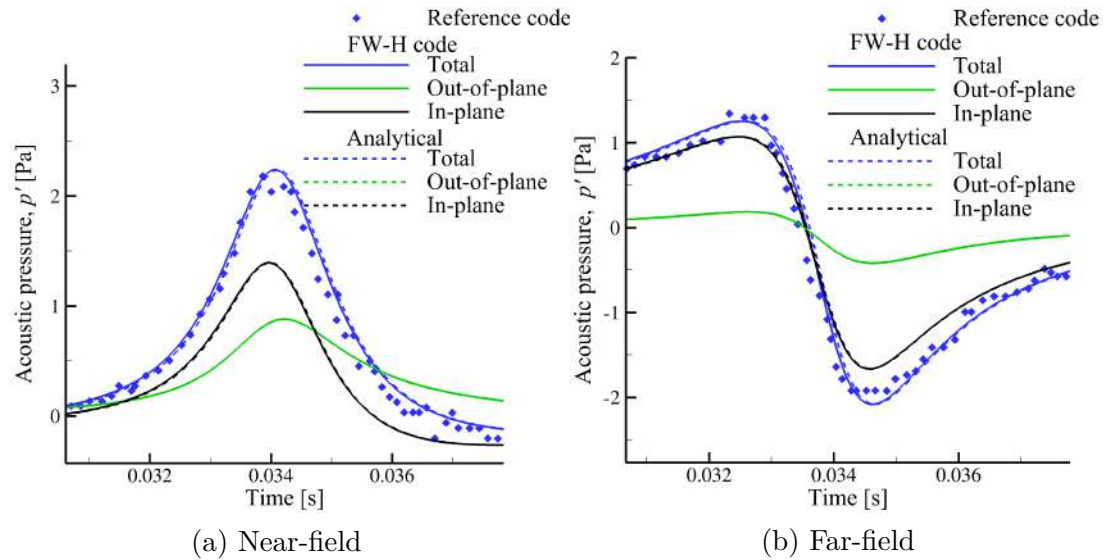 Reference code
FW-H code
Total
Out-of-plane
In-plane
Analytical
Total
Out-of-plane
In-plane
Acoustic pressure, p′ [Pa]
3
2
1
0
0.032
0.034
0.036
Time [s]
(a) Near-field
Reference code
FW-H code
Total
Out-of-plane
In-plane
Analytical
Total
Out-of-plane
In-plane
Acoustic pressure, p′ [Pa]
2
1
0
-1
-2
0.032
0.034
0.036
Time [s]
(b) Far-field